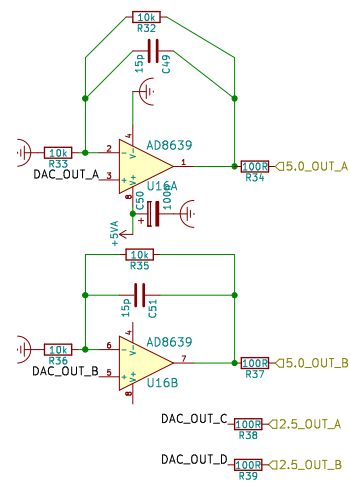 10k
R32
15p
C49
4
10k
R33
2
AD8639
1
100R
R34
5.0_OUT_A
DAC_OUT_A
3
V-
V+
8
U16A
C50
100n
+5VA
10k
R35
15p
C51
4
10k
R36
6
AD8639
7
100R
R37
5.0_OUT_B
DAC_OUT_B
5
V-
V+
8
U16B
DAC_OUT_C
100R
R38
2.5_OUT_A
DAC_OUT_D
100R
R39
2.5_OUT_B